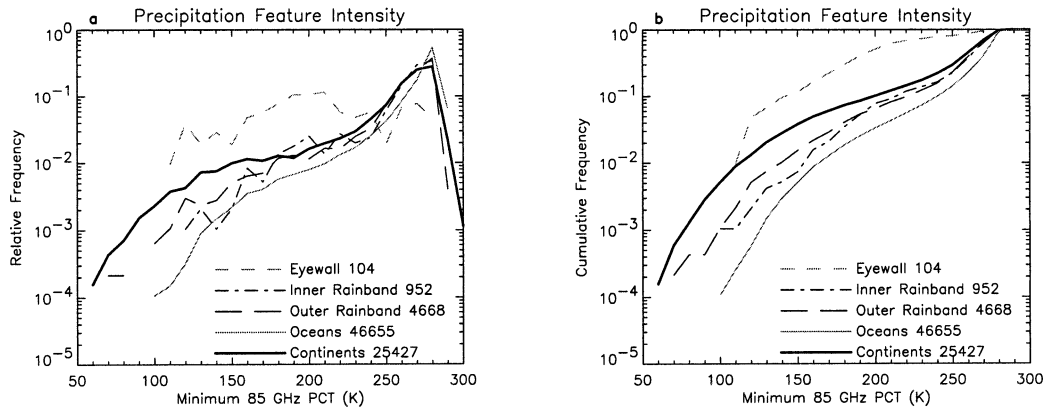 a Precipitation Feature Intensity
10^0
10^-1
10^-2
10^-3
10^-4
10^-5
Relative Frequency
Eyewall 104
Inner Rainband 952
Outer Rainband 4668
Oceans 46655
Continents 25427
50 100 150 200 250 300
Minimum 85 GHz PCT (K)
b Precipitation Feature Intensity
10^0
10^-1
10^-2
10^-3
10^-4
10^-5
Cumulative Frequency
Eyewall 104
Inner Rainband 952
Outer Rainband 4668
Oceans 46655
Continents 25427
50 100 150 200 250 300
Minimum 85 GHz PCT (K)